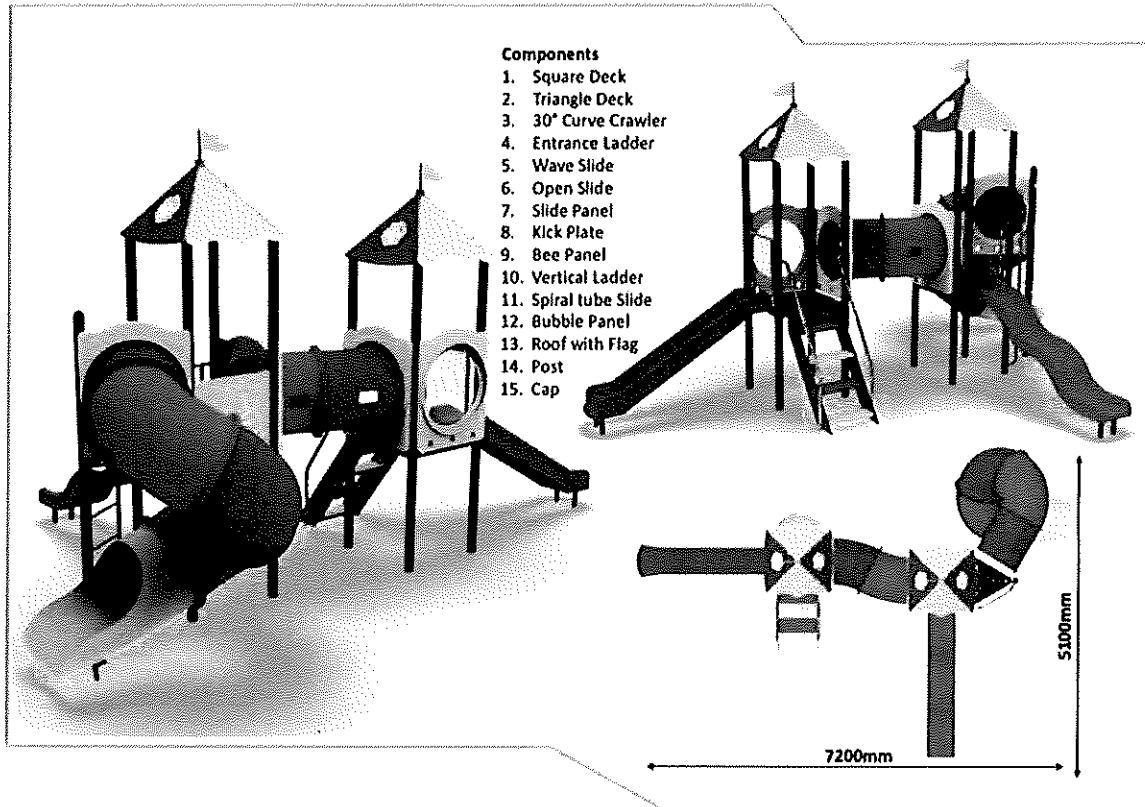 Components
1. Square Deck
2. Triangle Deck
3. 30° Curve Crawler
4. Entrance Ladder
5. Wave Slide
6. Open Slide
7. Slide Panel
8. Kick Plate
9. Bee Panel
10. Vertical Ladder
11. Spiral tube Slide
12. Bubble Panel
13. Roof with Flag
14. Post
15. Cap
5100mm
7200mm